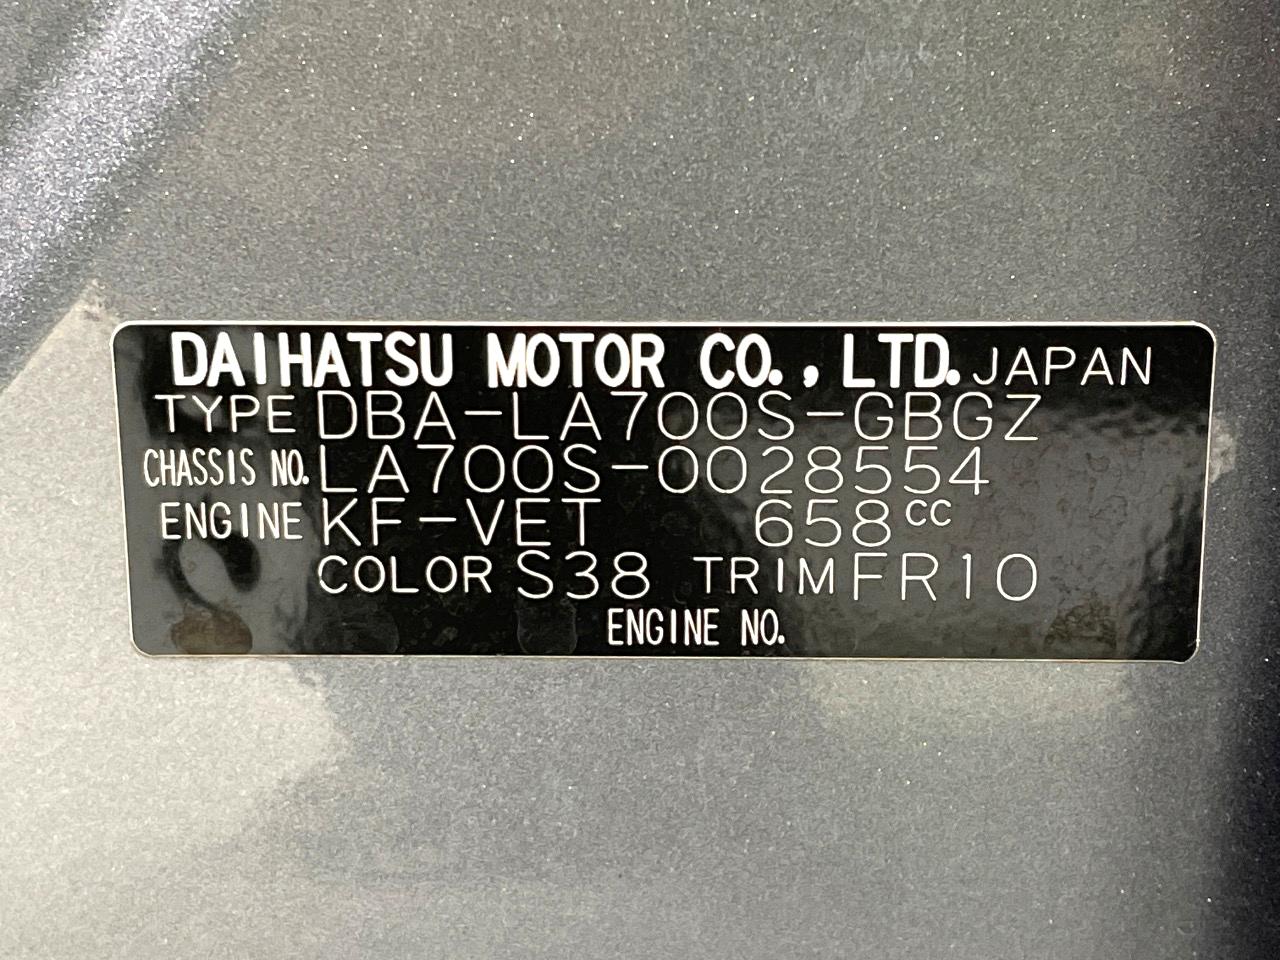 DAIHATSU MOTOR CO., LTD. JAPAN
TYPE DBA-LA700S-GBGZ
CHASSIS NO. LA700S-0028554
ENGINE KF-VET 658cc
COLOR S38 TRIM FR10
ENGINE NO.